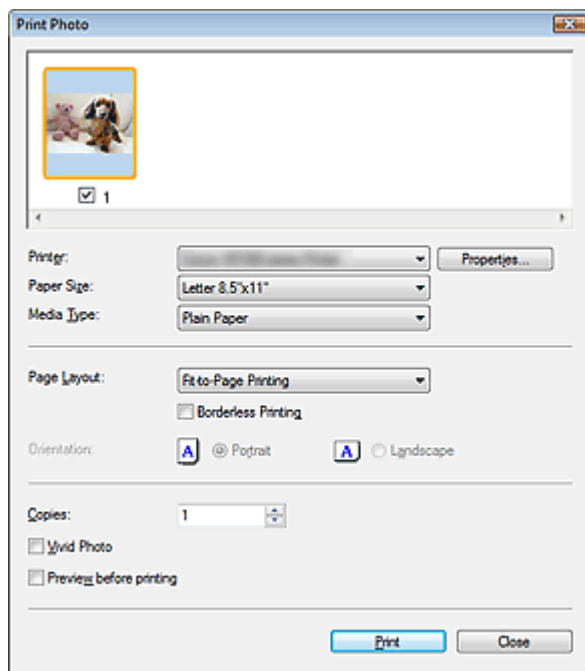 Print Photo
1
Printer:
Properties...
Paper Size: Letter 8.5"x11"
Media Type: Plain Paper
Page Layout: Fit-to-Page Printing
Borderless Printing
Orientation: A Portrait A Landscape
Copies: 1
Vivid Photo
Preview before printing
Print Close